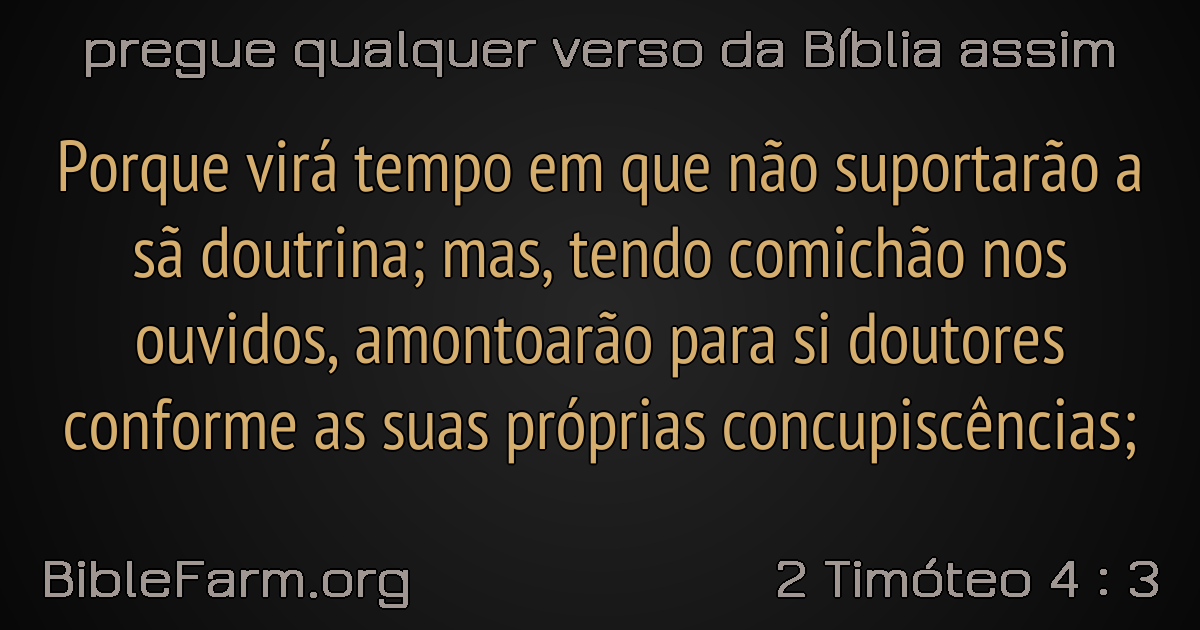 pregue qualquer verso da Bíblia assim
Porque virá tempo em que não suportarão a
sã doutrina; mas, tendo comichão nos
ouvidos, amontoarão para si doutores
conforme as suas próprias concupiscências;
BibleFarm.org
2 Timóteo 4 : 3